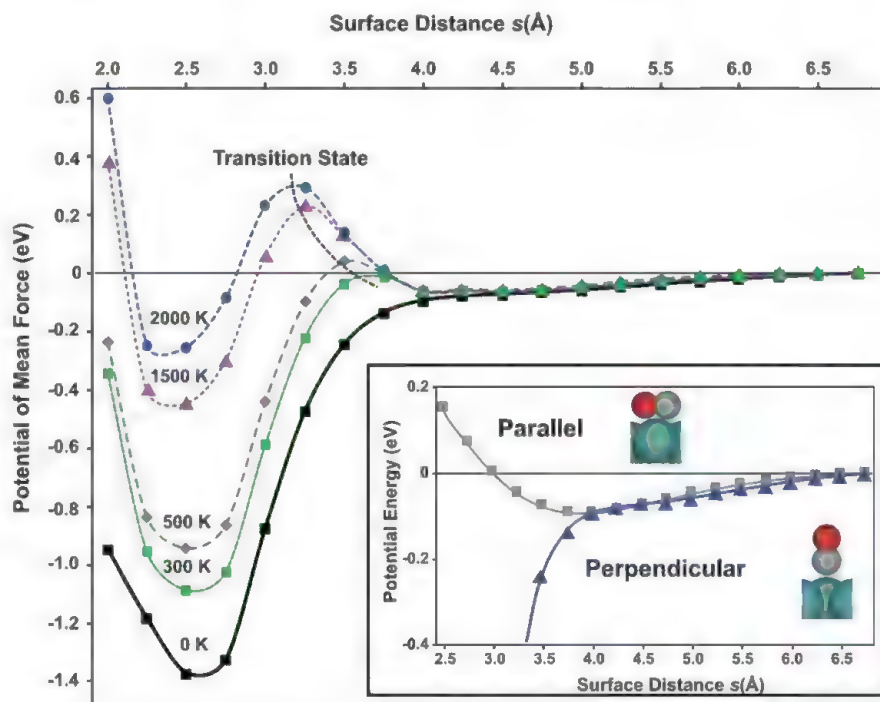 Surface Distance s(Å)
2.0 2.5 3.0 3.5 4.0 5.0 5.5 6.0 6.5
0.6
0.4
Transition State
0.2
0
2000 K
-0.2
1500 K
-0.4
-0.6
-0.8
500 K
300 K
-1.0
-1.2
0 K
-1.4
Potential of Mean Force (eV)
0.2
Parallel
0
Perpendicular
-0.2
-0.4
Potential Energy (eV)
2.5 3.0 3.5 4.0 4.5 5.0 5.5 6.0 6.5
Surface Distance s(Å)